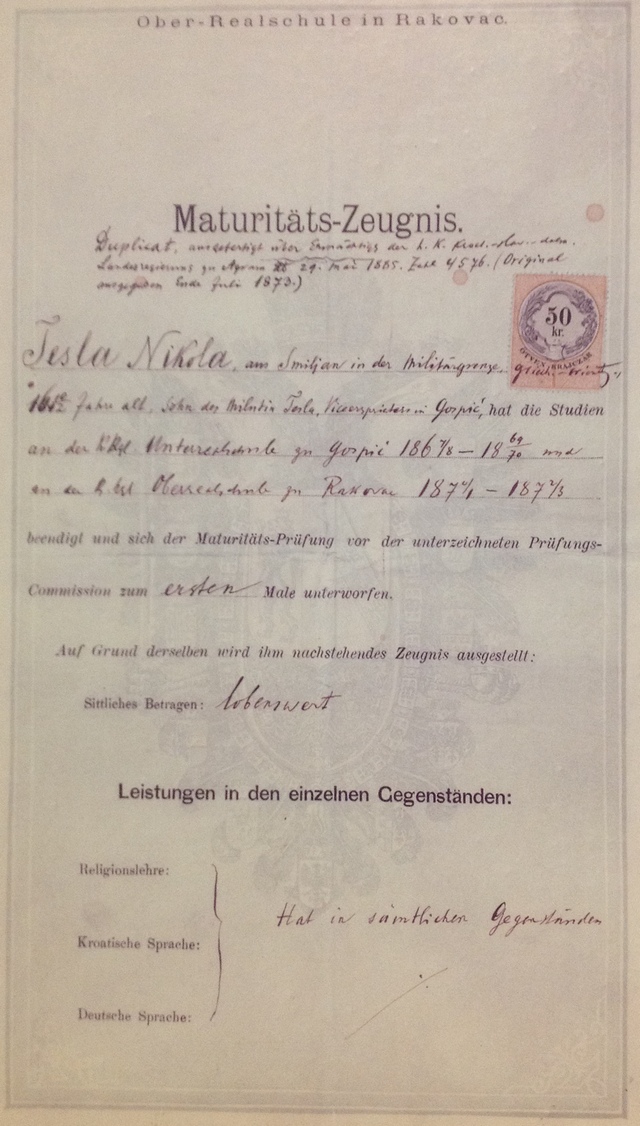 Ober-Realschule in Rakovac.
Maturitäts-Zeugnis.
Duplicat, ausgefertigt über Ermächtigg der h. K. kroat.-slav.-dalm.
Landesregierung zu Agram 29. Mai 1885. Zahl 4576. (Original
ausgegeben Ende Juli 1873.)
50
kr.
ÖTVEN KRAJCZÁR
Tesla Nikola, aus Smiljan in der Militärgrenze, griech.-orient.,
Jahre alt, Sohn des Milutin Tesla, in Gospić, hat die Studien
an der Unterrealschule zu Gospić 1867/8 – 1869/70 und
an der Oberrealschule zu Rakovac 1870/1 – 1872/3
beendigt und sich der Maturitäts-Prüfung vor der unterzeichneten Prüfungs-
Commission zum ersten Male unterworfen.
Auf Grund derselben wird ihm nachstehendes Zeugnis ausgestellt:
Sittliches Betragen: lobenswert
Leistungen in den einzelnen Gegenständen:
Religionslehre:
Hat in sämtlichen Gegenständen
Kroatische Sprache:
Deutsche Sprache: